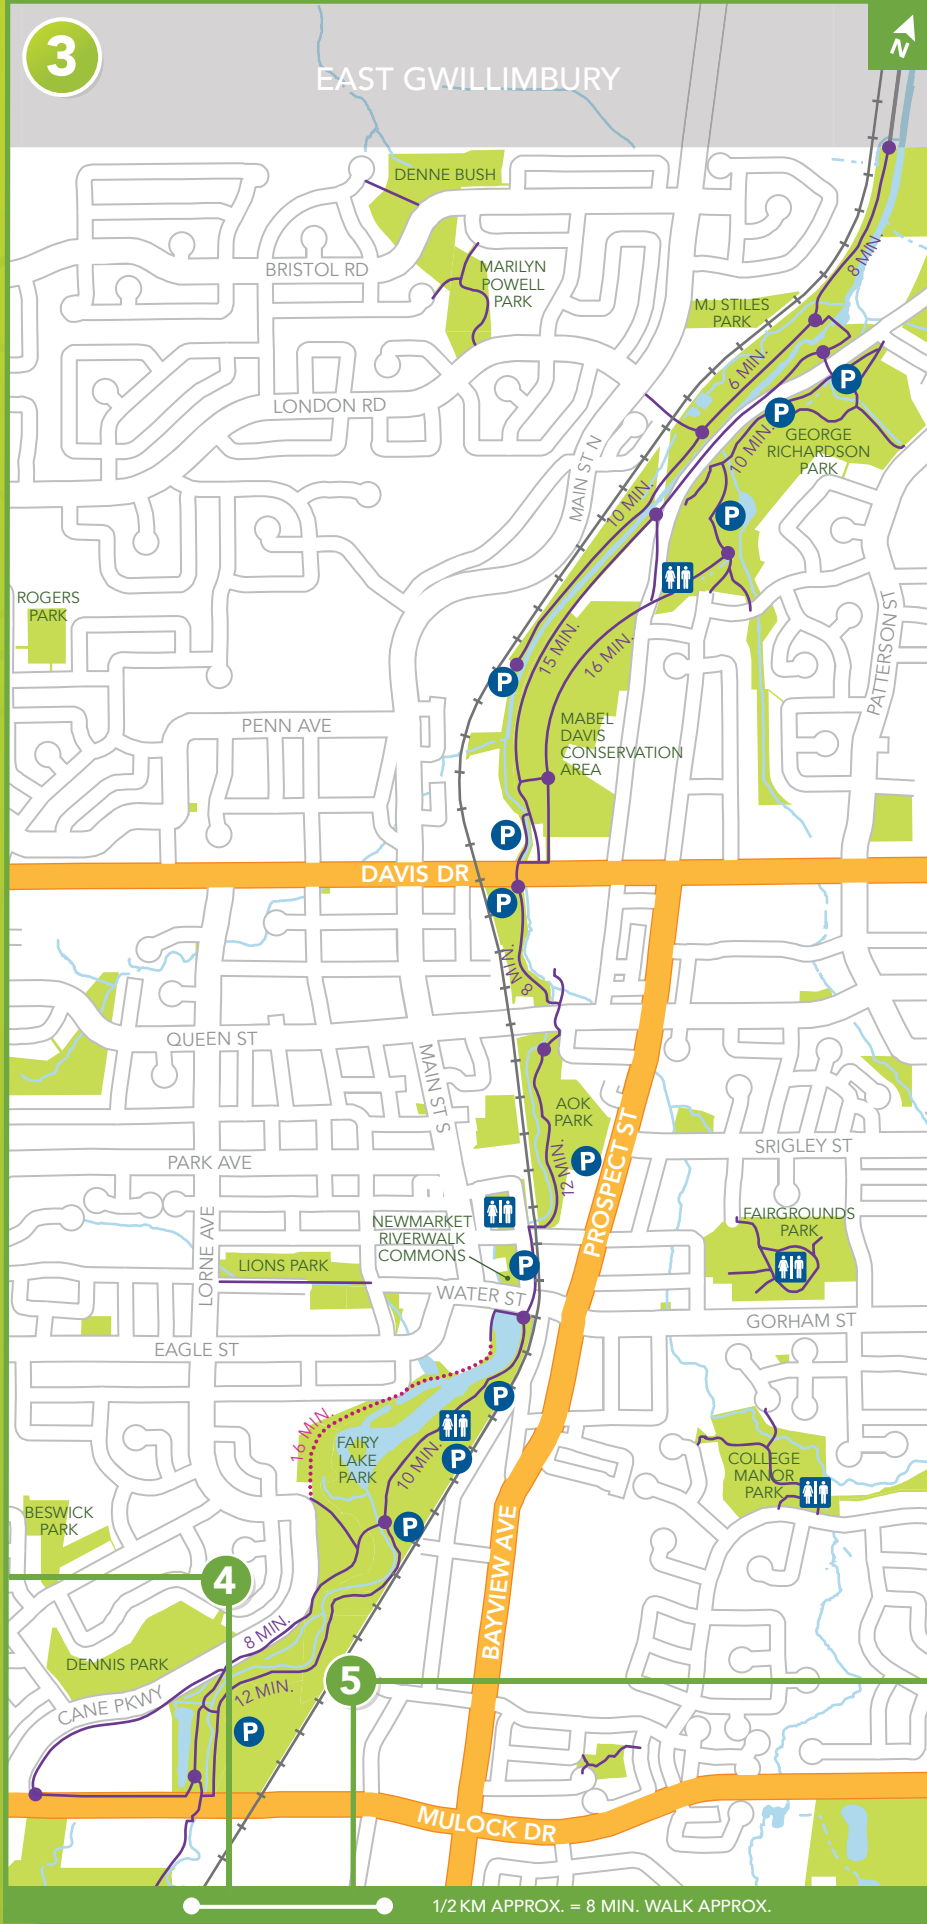 3
N
EAST GWILLIMBURY
DENNE BUSH
BRISTOL RD
MARILYN
POWELL
PARK
8 MIN.
MJ STILES
PARK
6 MIN.
P
LONDON RD
P
10 MIN.
GEORGE
RICHARDSON
PARK
MAIN ST N
10 MIN.
P
ROGERS
PARK
PATTERSON ST
15 MIN.
16 MIN.
P
PENN AVE
MABEL
DAVIS
CONSERVATION
AREA
P
DAVIS DR
P
8 MIN.
QUEEN ST
MAIN ST S
AOK
PARK
PROSPECT ST
SRIGLEY ST
PARK AVE
12 MIN.
P
LORNE AVE
NEWMARKET
RIVERWALK
COMMONS
FAIRGROUNDS
PARK
LIONS PARK
P
WATER ST
GORHAM ST
EAGLE ST
P
16 MIN.
FAIRY
LAKE
PARK
10 MIN.
P
COLLEGE
MANOR
PARK
BESWICK
PARK
P
BAYVIEW AVE
4
8 MIN.
DENNIS PARK
5
CANE PKWY
12 MIN.
P
MULOCK DR
1/2 KM APPROX. = 8 MIN. WALK APPROX.